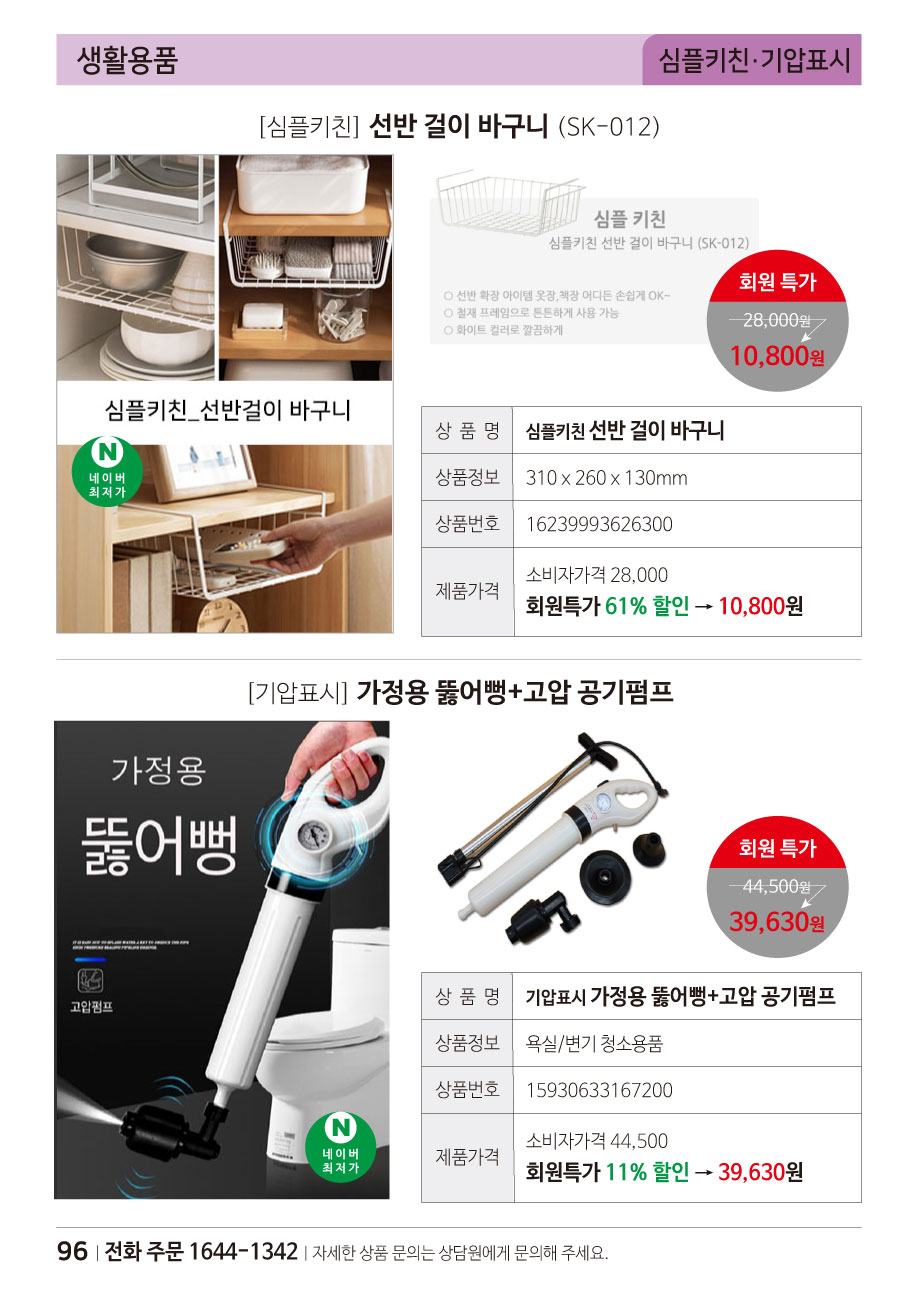 생활용품
심플키친·기압표시
[심플키친] 선반 걸이 바구니 (SK-012)
심플키친_선반걸이 바구니
N
네이버
최저가
심플 키친
심플키친 선반 걸이 바구니 (SK-012)
○ 선반 확장 아이템 옷장,책장 어디든 손쉽게 OK~
○ 철재 프레임으로 튼튼하게 사용 가능
○ 화이트 컬러로 깔끔하게
회원 특가
28,000원
10,800원
상 품 명 심플키친 선반 걸이 바구니
상품정보 310 x 260 x 130mm
상품번호 16239993626300
제품가격 소비자가격 28,000
회원특가 61% 할인 → 10,800원
[기압표시] 가정용 뚫어뻥+고압 공기펌프
가정용
뚫어뻥
고압펌프
N
네이버
최저가
회원 특가
44,500원
39,630원
상 품 명 기압표시 가정용 뚫어뻥+고압 공기펌프
상품정보 욕실/변기 청소용품
상품번호 15930633167200
제품가격 소비자가격 44,500
회원특가 11% 할인 → 39,630원
96 | 전화 주문 1644-1342 | 자세한 상품 문의는 상담원에게 문의해 주세요.